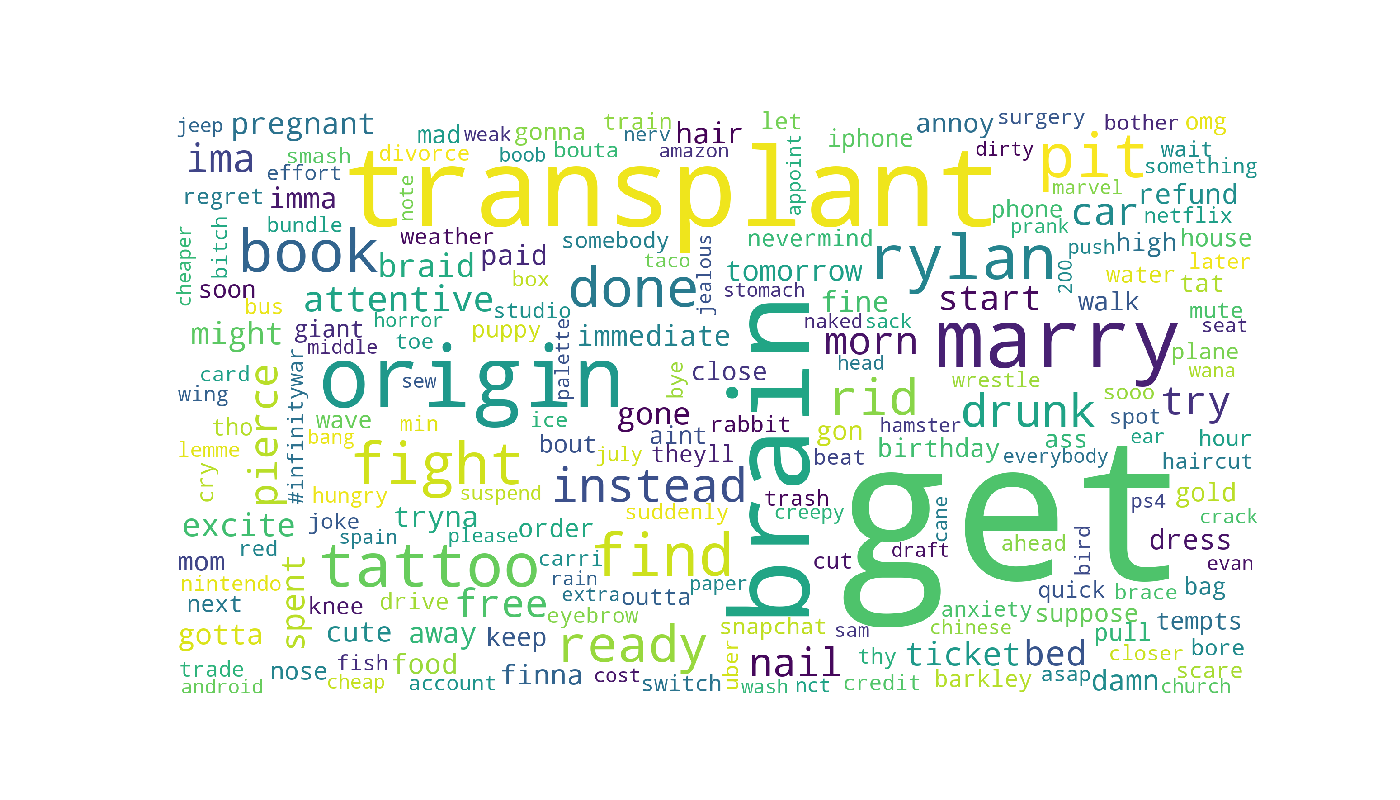 jeep pregnant mad weak gonna train nerv hair let iphone annoy surgery bother omg
ima smash divorce boob bouta amazon appoint dirty pit wait
effort transplant something
regret imma note marvel refund
bitch bundle phone car netflix
cheaper book weather paid somebody jealous nevermind rylan prank push high house
soon braid box taco tomorrow 200 water later
attentive studio done stomach fine start walk tat
bus horror puppy immediate naked sack marry mute
might giant toe palette morn seat
middle origin brain plane
card sew bye close head wrestle wana
wing pierce #infinitywar rid sooo try
tho wave ice gone rabbit drunk spot
lemme bang min bout aint gon hamster birthday ass ear hour
cry fight july theyll beat everybody haircut
hungry suspend instead trash get ps4 gold
excite joke tryna suddenly creepy cane crack
spain please order find bird dress
mom red tattoo carri cut draft ahead evan
nintendo rain paper quick brace bag
next spent knee drive free extra outta anxiety suppose
eyebrow snapchat sam chinese tempts
gotta cute away keep ready pull
uber nail thy ticket bed closer bore
trade nose fish food finna cost switch credit barkley asap damn scare
android cheap account wash nct church